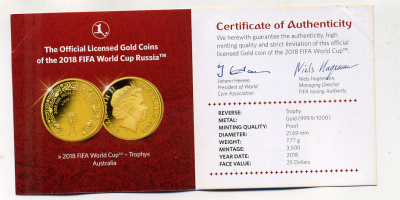 The Official Licensed Gold Coins
of the 2018 FIFA World Cup Russia™
a 2018 FIFA World Cup™ - Trophy«
Australia
Certificate of Authenticity
We herewith guarantee the authenticity, high
minting quality and strict limitation of this official
licensed Gold coin of the 2018 FIFA World Cup™.
Niels Hagemann
President of World
Coin Association
Niels Hagemann,
Managing Director
FIFA Issuing Authority
REVERSE: Trophy
METAL: Gold (999.9/1000)
MINTING QUALITY: Proof
DIAMETER: 21.69 mm
WEIGHT: 7.77 g
MINTAGE: 3,500
YEAR DATE: 2018
FACE VALUE: 25 Dollars